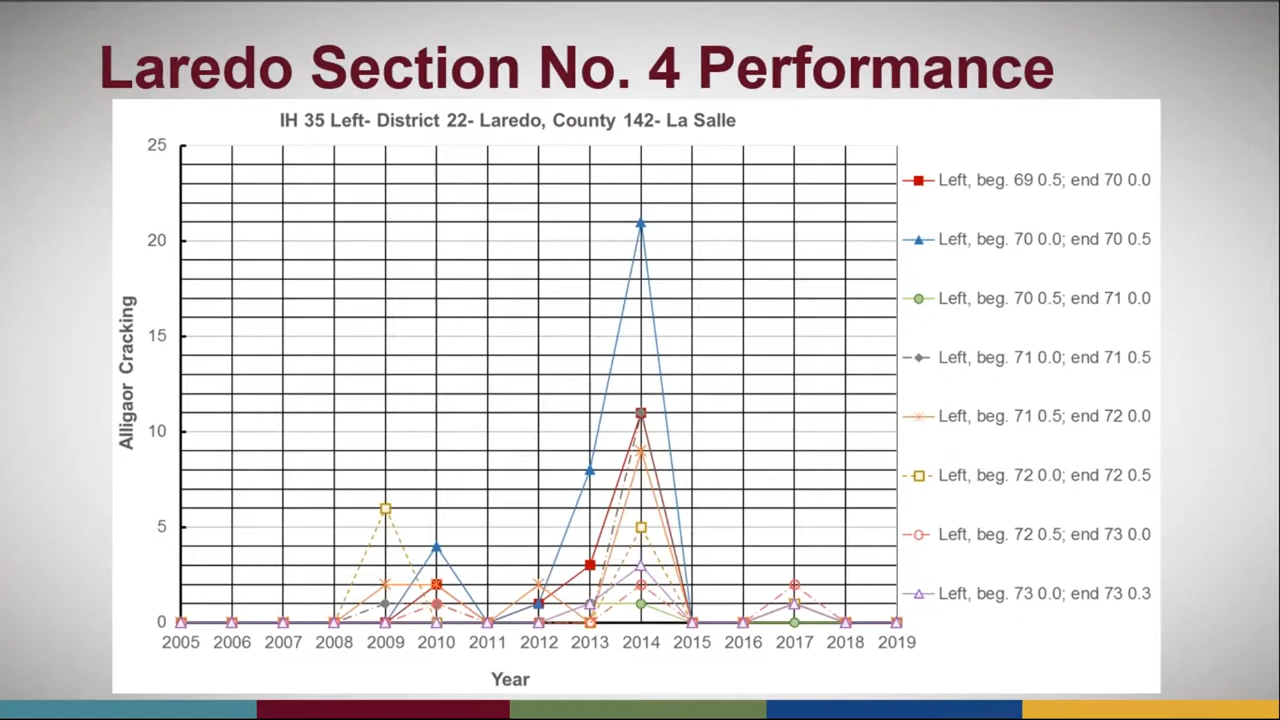 Laredo Section No. 4 Performance
IH 35 Left- District 22- Laredo, County 142- La Salle
25
20
15
10
5
0
Alligaor Cracking
2005 2006 2007 2008 2009 2010 2011 2012 2013 2014 2015 2016 2017 2018 2019
Year
Left, beg. 69 0.5; end 70 0.0
Left, beg. 70 0.0; end 70 0.5
Left, beg. 70 0.5; end 71 0.0
Left, beg. 71 0.0; end 71 0.5
Left, beg. 71 0.5; end 72 0.0
Left, beg. 72 0.0; end 72 0.5
Left, beg. 72 0.5; end 73 0.0
Left, beg. 73 0.0; end 73 0.3